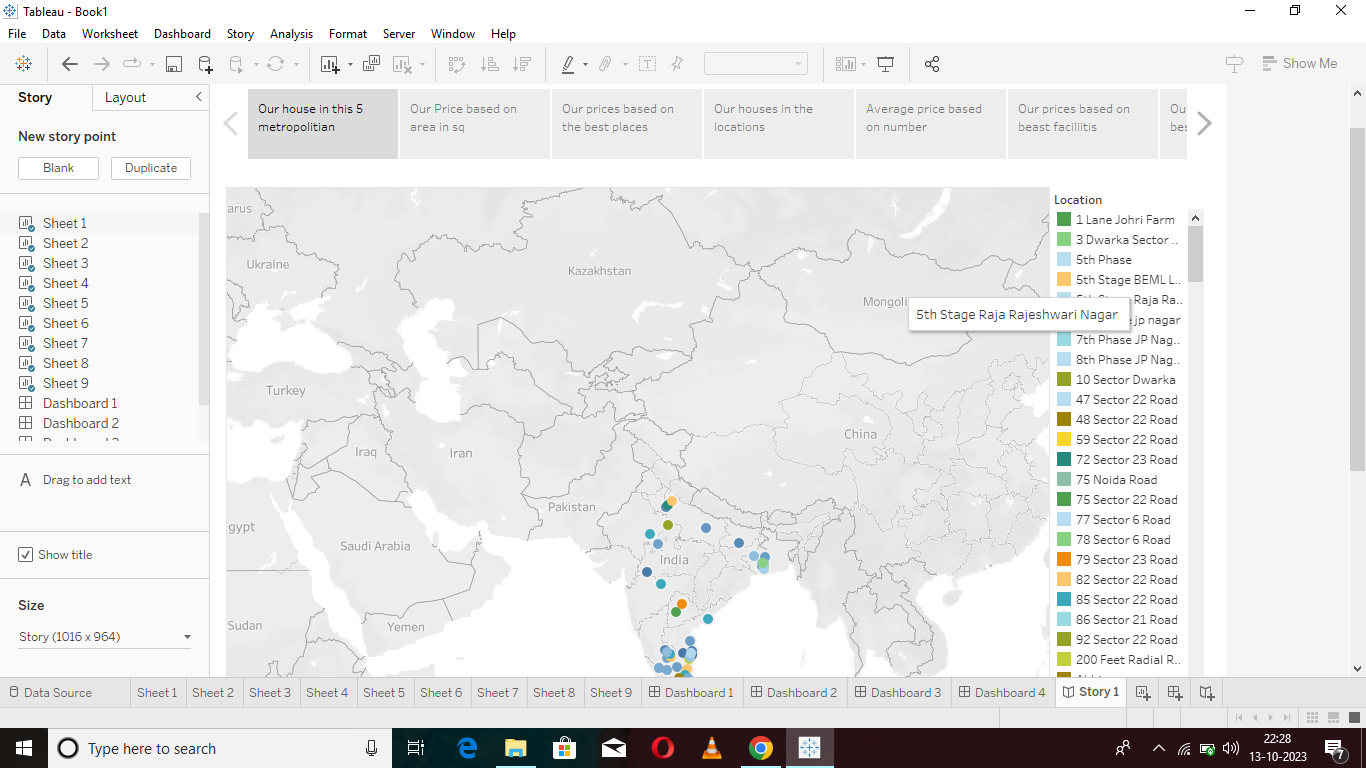 Tableau - Book1
File Data Worksheet Dashboard Story Analysis Format Server Window Help
Show Me
Story
Layout
New story point
Blank
Duplicate
Sheet 1
Sheet 2
Sheet 3
Sheet 4
Sheet 5
Sheet 6
Sheet 7
Sheet 8
Sheet 9
Dashboard 1
Dashboard 2
A Drag to add text
Show title
Size
Story (1016 x 964)
Our house in this 5
metropolitian
Our Price based on
area in sq
Our prices based on
the best places
Our houses in the
locations
Average price based
on number
Our prices based on
beast faciliitis
Ou
bes
arus
Ukraine
Kazakhstan
Mongoli
Turkey
Iraq
Iran
China
Pakistan
gypt
Saudi Arabia
India
Sudan
Yemen
5th Stage Raja Rajeshwari Nagar
Location
1 Lane Johri Farm
3 Dwarka Sector ..
5th Phase
5th Stage BEML L..
Raja Ra..
jp nagar
7th Phase JP Nag..
8th Phase JP Nag..
10 Sector Dwarka
47 Sector 22 Road
48 Sector 22 Road
59 Sector 22 Road
72 Sector 23 Road
75 Noida Road
75 Sector 22 Road
77 Sector 6 Road
78 Sector 6 Road
79 Sector 23 Road
82 Sector 22 Road
85 Sector 22 Road
86 Sector 21 Road
92 Sector 22 Road
200 Feet Radial R..
Data Source Sheet 1 Sheet 2 Sheet 3 Sheet 4 Sheet 5 Sheet 6 Sheet 7 Sheet 8 Sheet 9 Dashboard 1 Dashboard 2 Dashboard 3 Dashboard 4 Story 1
Type here to search
22:28
13-10-2023
7